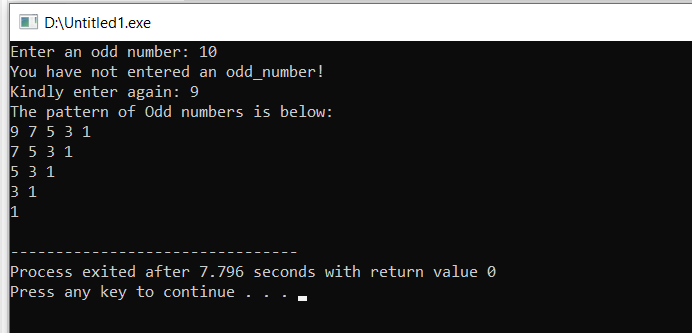 D:\Untitled1.exe
Enter an odd number: 10
You have not entered an odd_number!
Kindly enter again: 9
The pattern of Odd numbers is below:
9 7 5 3 1
7 5 3 1
5 3 1
3 1
1
--------------------------------
Process exited after 7.796 seconds with return value 0
Press any key to continue . . .